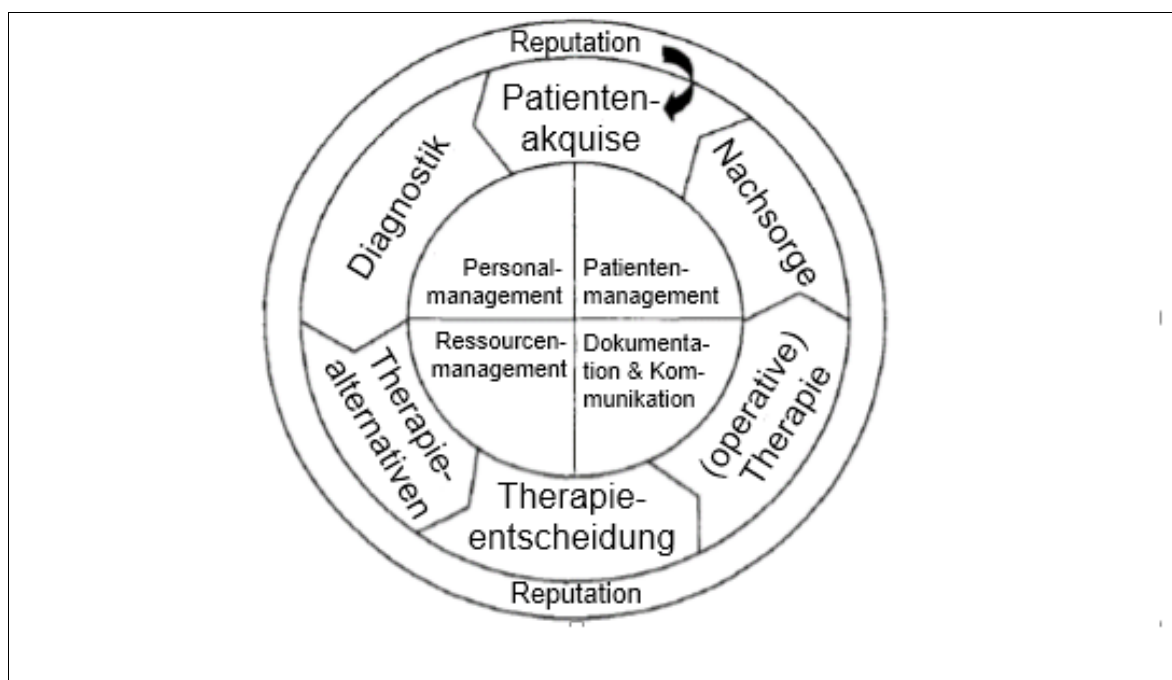 Reputation
Patienten-
akquise
Nachsorge
Diagnostik
Personal-
management
Patienten-
management
Ressourcen-
management
Dokumenta-
tion & Kom-
munikation
(operative)
Therapie
Therapie-
alternativen
Therapie-
entscheidung
Reputation